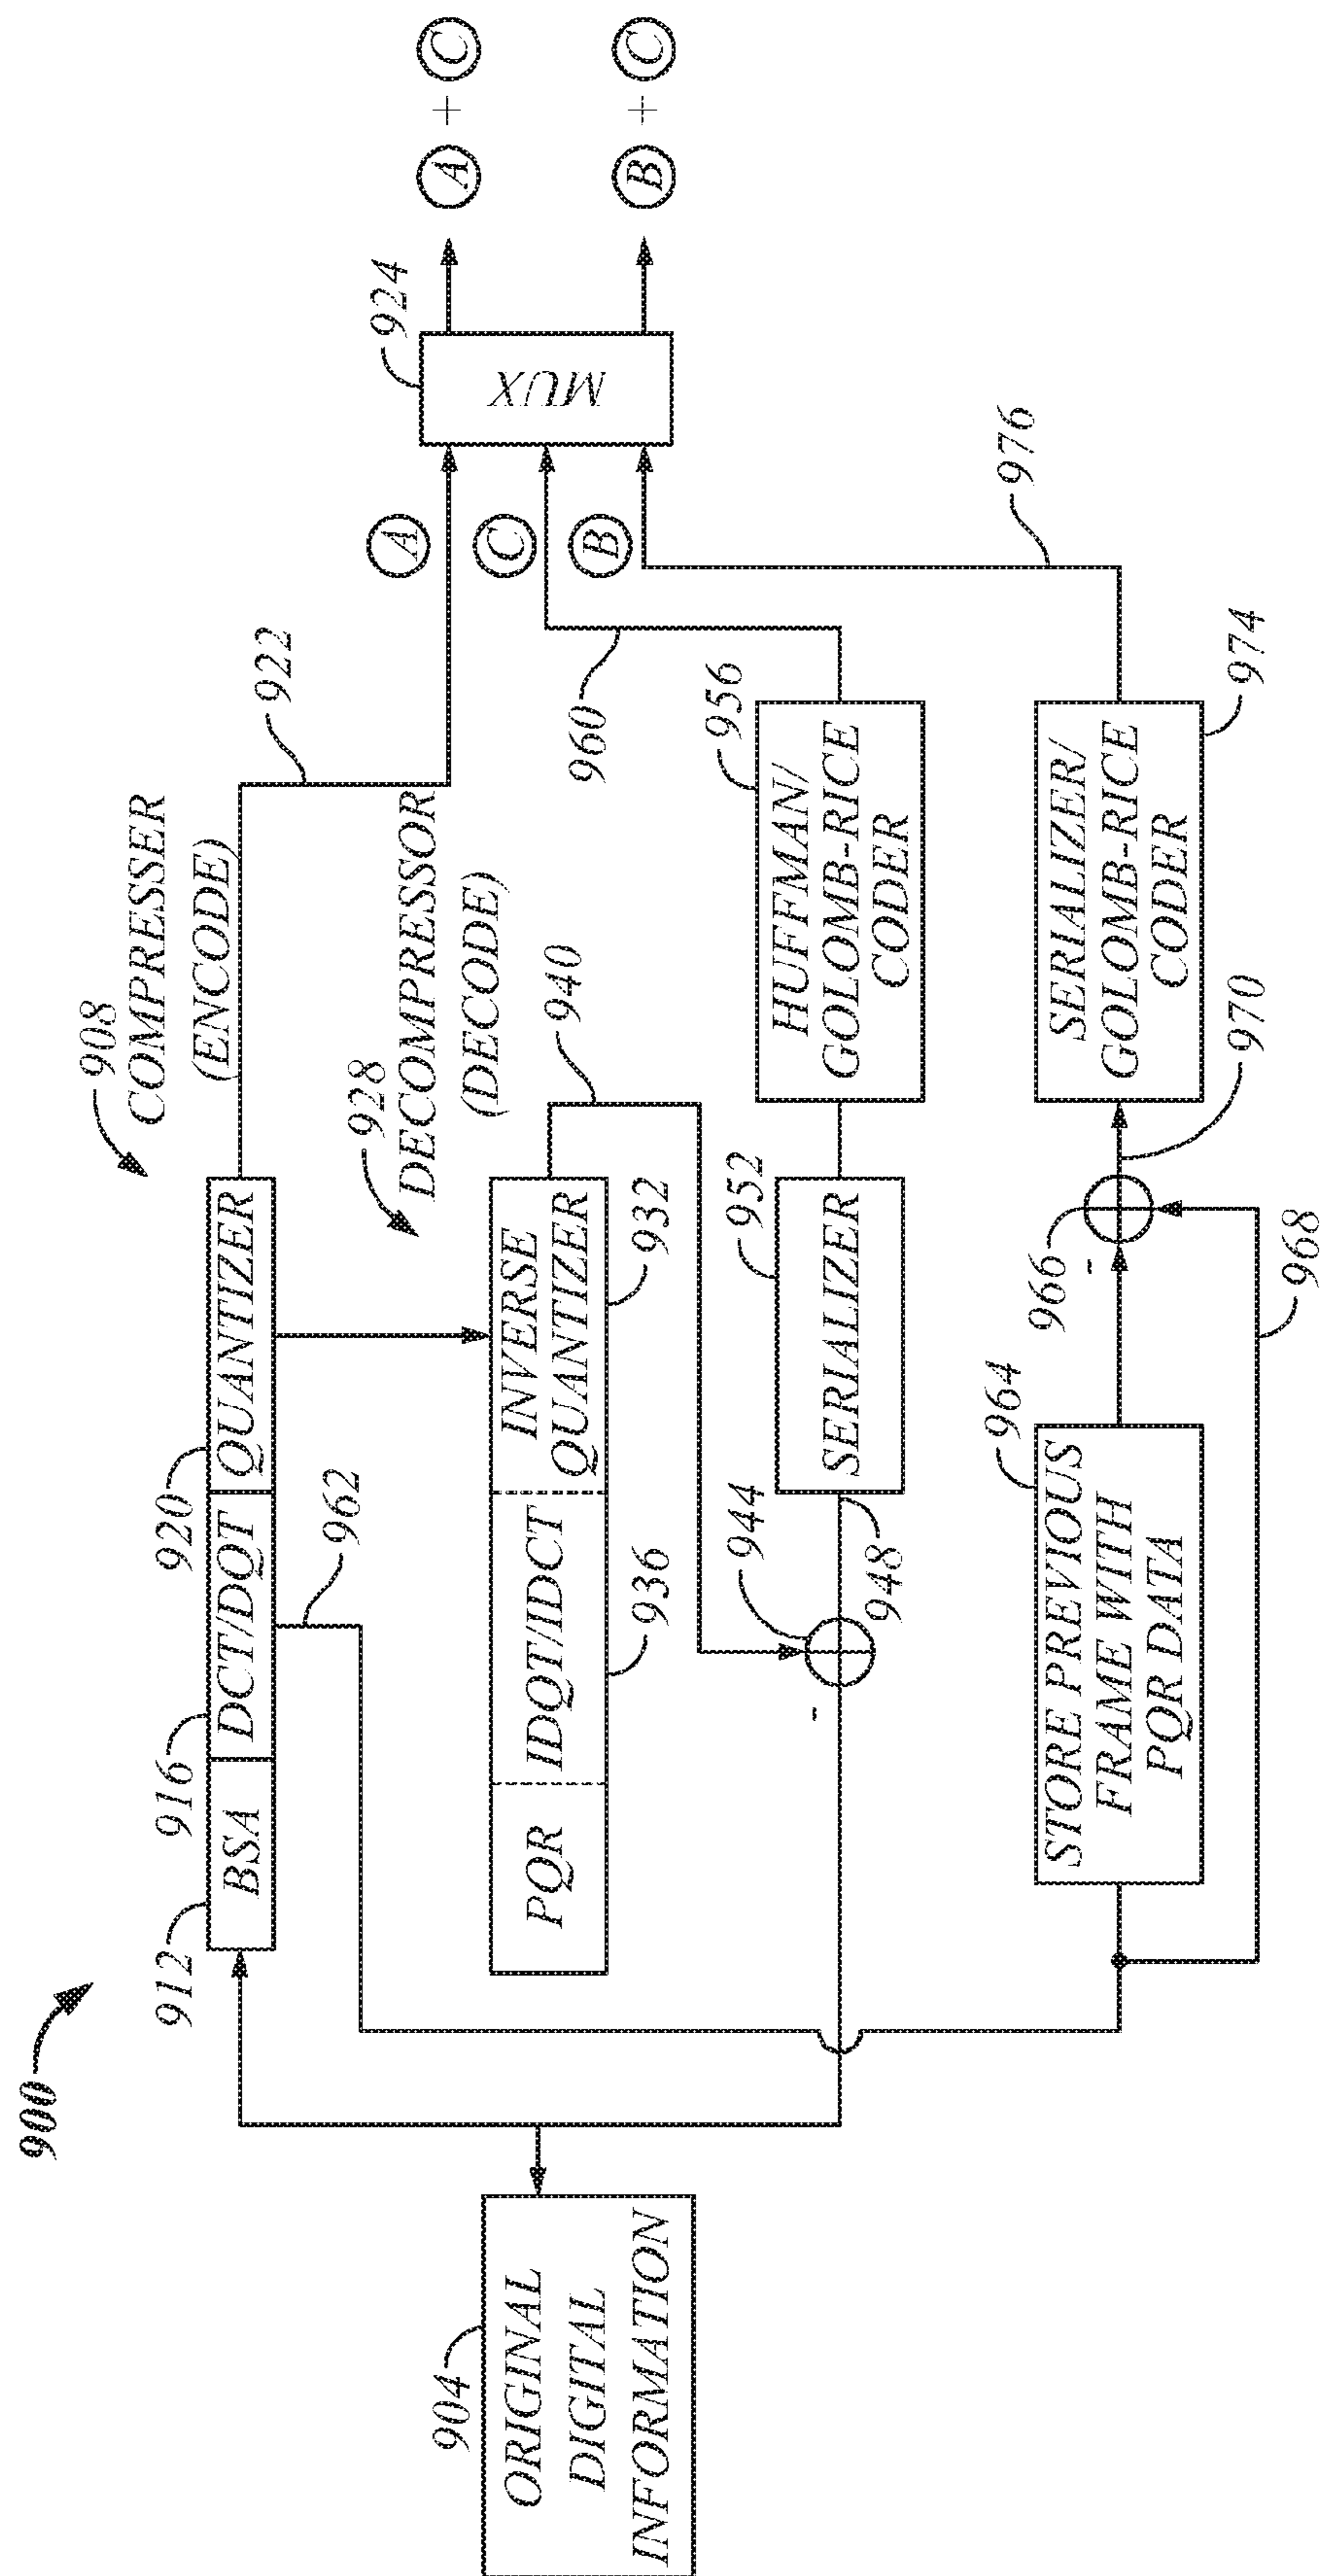 900
908
COMPRESSER
(ENCODE)
912
916
920
BSA
DCT/DQT
QUANTIZER
922
962
928
DECOMPRESSOR
(DECODE)
924
MUX
A
C
B
A + C
B + C
904
ORIGINAL
DIGITAL
INFORMATION
PQR
IDQT/IDCT
INVERSE
QUANTIZER
936
932
940
944
-
948
952
SERIALIZER
956
HUFFMAN/
GOLOMB-RICE
CODER
960
976
964
STORE PREVIOUS
FRAME WITH
PQR DATA
966
-
968
970
SERIALIZER/
GOLOMB-RICE
CODER
974